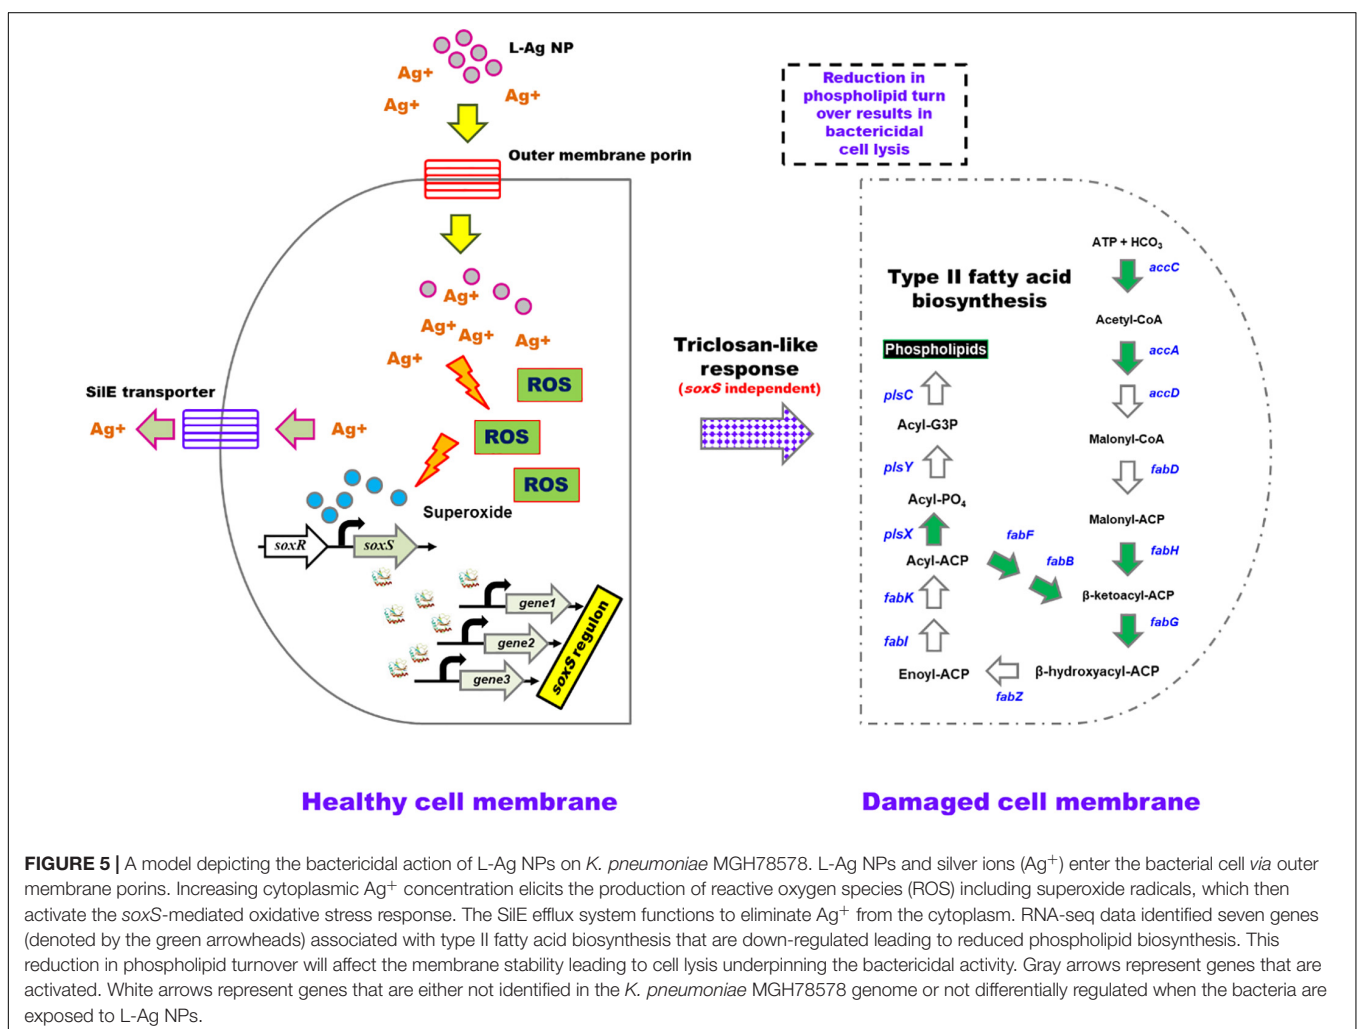 L-Ag NP
Ag+
Ag+
Ag+
Outer membrane porin
Ag+
Ag+
Ag+
Ag+
Ag+
ROS
ROS
ROS
SilE transporter
Ag+
Ag+
Superoxide
soxR
soxS
gene1
gene2
gene3
soxS regulon
Healthy cell membrane
Triclosan-like
response
(soxS independent)
Reduction in
phospholipid turn
over results in
bactericidal
cell lysis
Type II fatty acid
biosynthesis
ATP + HCO₃
accC
Acetyl-CoA
accA
accD
Malonyl-CoA
fabD
Malonyl-ACP
fabH
β-ketoacyl-ACP
fabG
β-hydroxyacyl-ACP
fabZ
Enoyl-ACP
fabI
fabK
Acyl-ACP
fabF
fabB
plsX
Acyl-PO₄
plsY
Acyl-G3P
plsC
Phospholipids
Damaged cell membrane
FIGURE 5 | A model depicting the bactericidal action of L-Ag NPs on K. pneumoniae MGH78578. L-Ag NPs and silver ions (Ag⁺) enter the bacterial cell via outer
membrane porins. Increasing cytoplasmic Ag⁺ concentration elicits the production of reactive oxygen species (ROS) including superoxide radicals, which then
activate the soxS-mediated oxidative stress response. The SilE efflux system functions to eliminate Ag⁺ from the cytoplasm. RNA-seq data identified seven genes
(denoted by the green arrowheads) associated with type II fatty acid biosynthesis that are down-regulated leading to reduced phospholipid biosynthesis. This
reduction in phospholipid turnover will affect the membrane stability leading to cell lysis underpinning the bactericidal activity. Gray arrows represent genes that are
activated. White arrows represent genes that are either not identified in the K. pneumoniae MGH78578 genome or not differentially regulated when the bacteria are
exposed to L-Ag NPs.